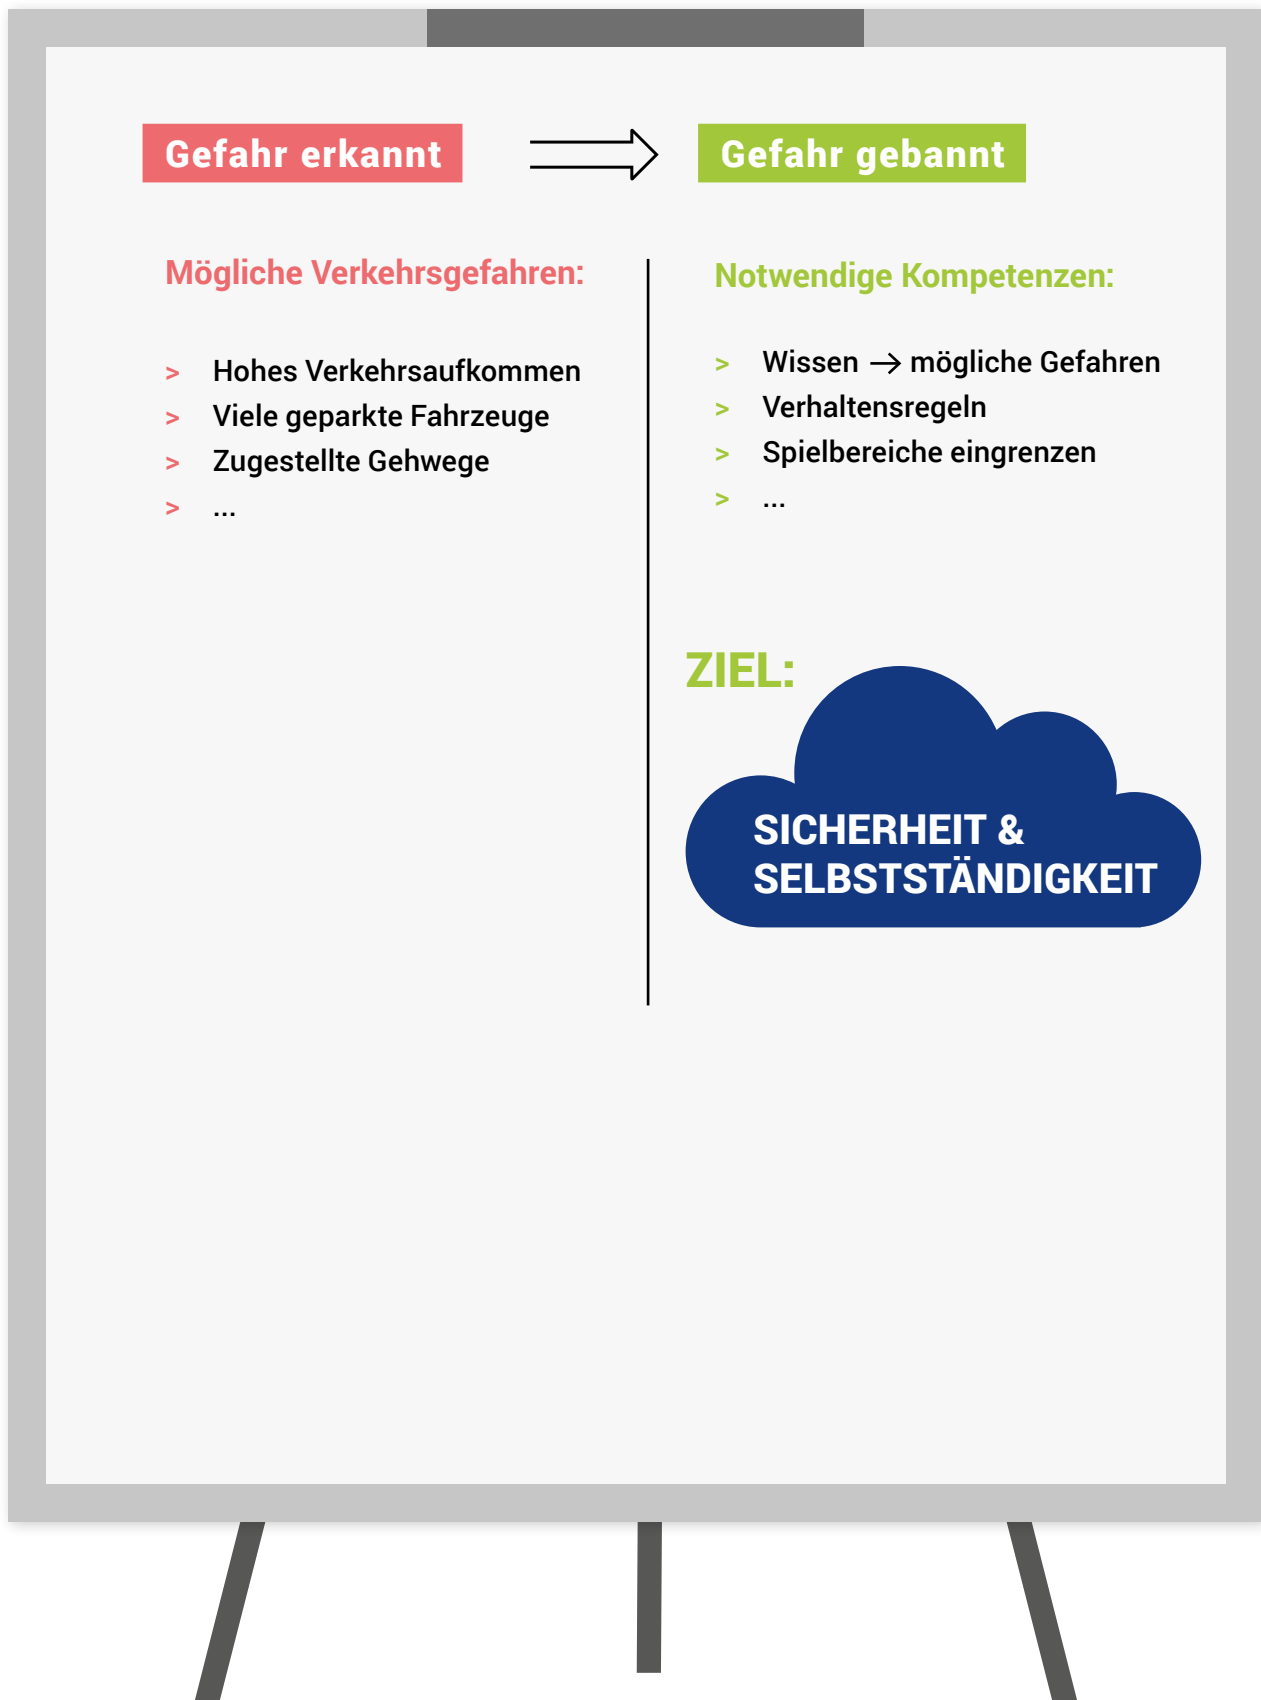 Gefahr erkannt
Gefahr gebannt
Mögliche Verkehrsgefahren:
> Hohes Verkehrsaufkommen
> Viele geparkte Fahrzeuge
> Zugestellte Gehwege
> ...
Notwendige Kompetenzen:
> Wissen → mögliche Gefahren
> Verhaltensregeln
> Spielbereiche eingrenzen
> ...
ZIEL:
SICHERHEIT &
SELBSTSTÄNDIGKEIT